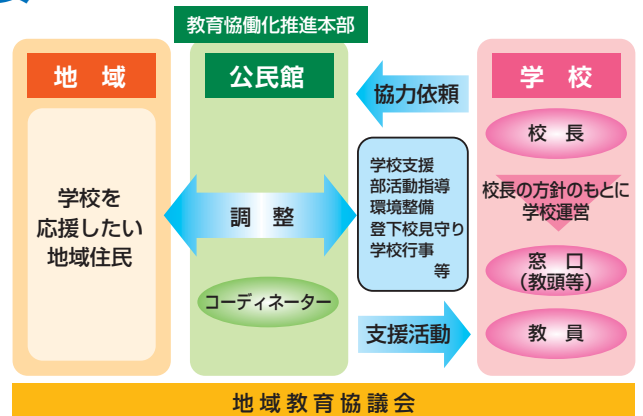 教育協働化推進本部
地 域
学校を
応援したい
地域住民
公民館
調 整
コーディネーター
協力依頼
学校支援
部活動指導
環境整備
登下校見守り
学校行事
等
支援活動
学 校
校 長
校長の方針のもとに
学校運営
窓 口
(教頭等)
教 員
地域教育協議会